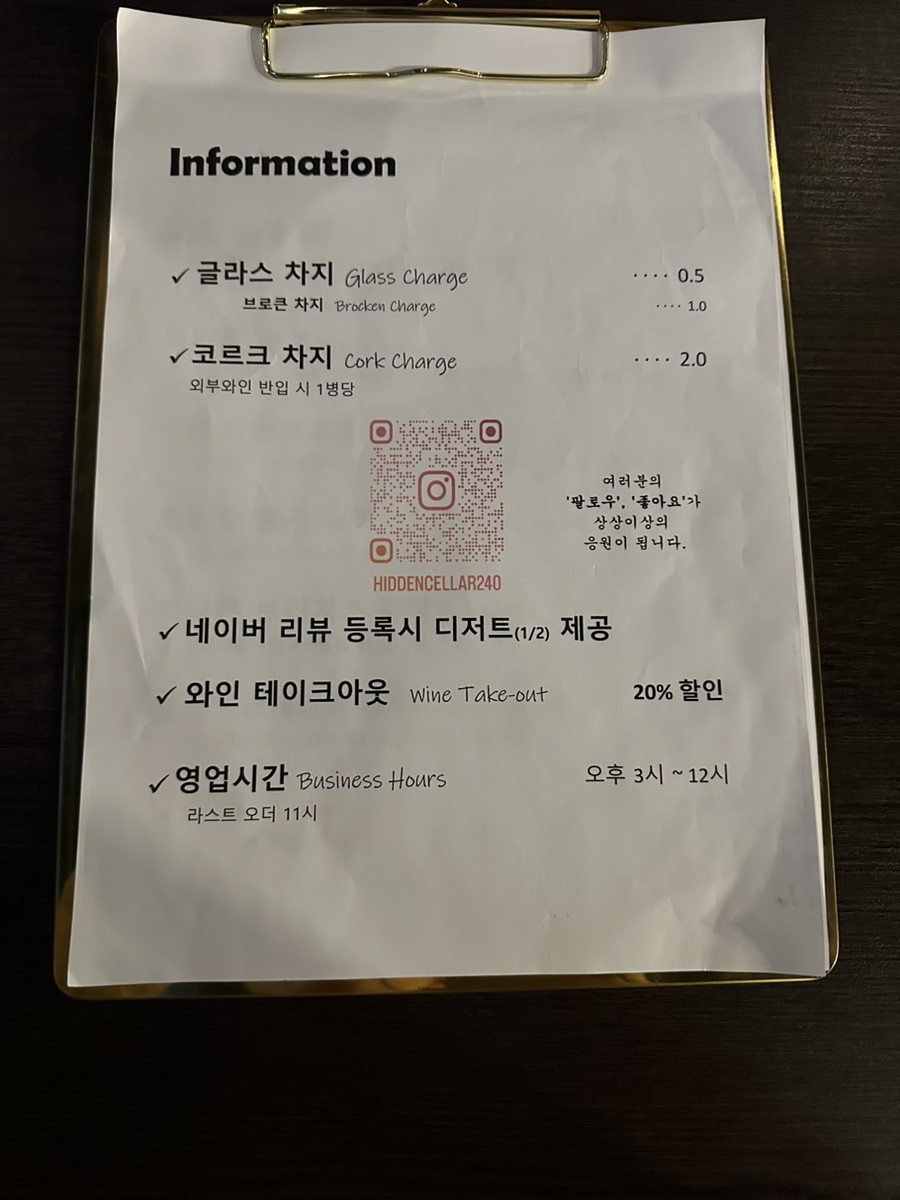 Information
✓ 글라스 차지 Glass Charge ···· 0.5
브로큰 차지 Brocken Charge ···· 1.0
✓ 코르크 차지 Cork Charge ···· 2.0
외부와인 반입 시 1병당
여러분의
'팔로우', '좋아요'가
상상이상의
응원이 됩니다.
HIDDENCELLAR240
✓ 네이버 리뷰 등록시 디저트(1/2) 제공
✓ 와인 테이크아웃 Wine Take-out 20% 할인
✓ 영업시간 Business Hours 오후 3시 ~ 12시
라스트 오더 11시